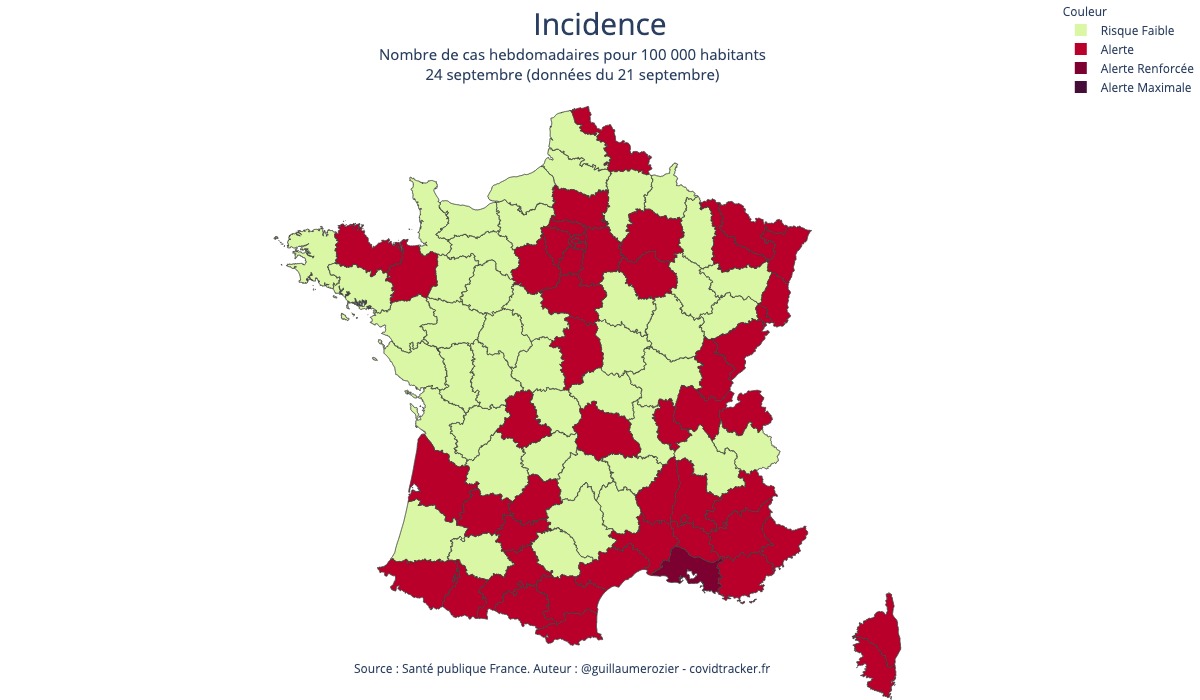 Incidence
Nombre de cas hebdomadaires pour 100 000 habitants
24 septembre (données du 21 septembre)
Couleur
Risque Faible
Alerte
Alerte Renforcée
Alerte Maximale
Source : Santé publique France. Auteur : @guillaumerozier - covidtracker.fr